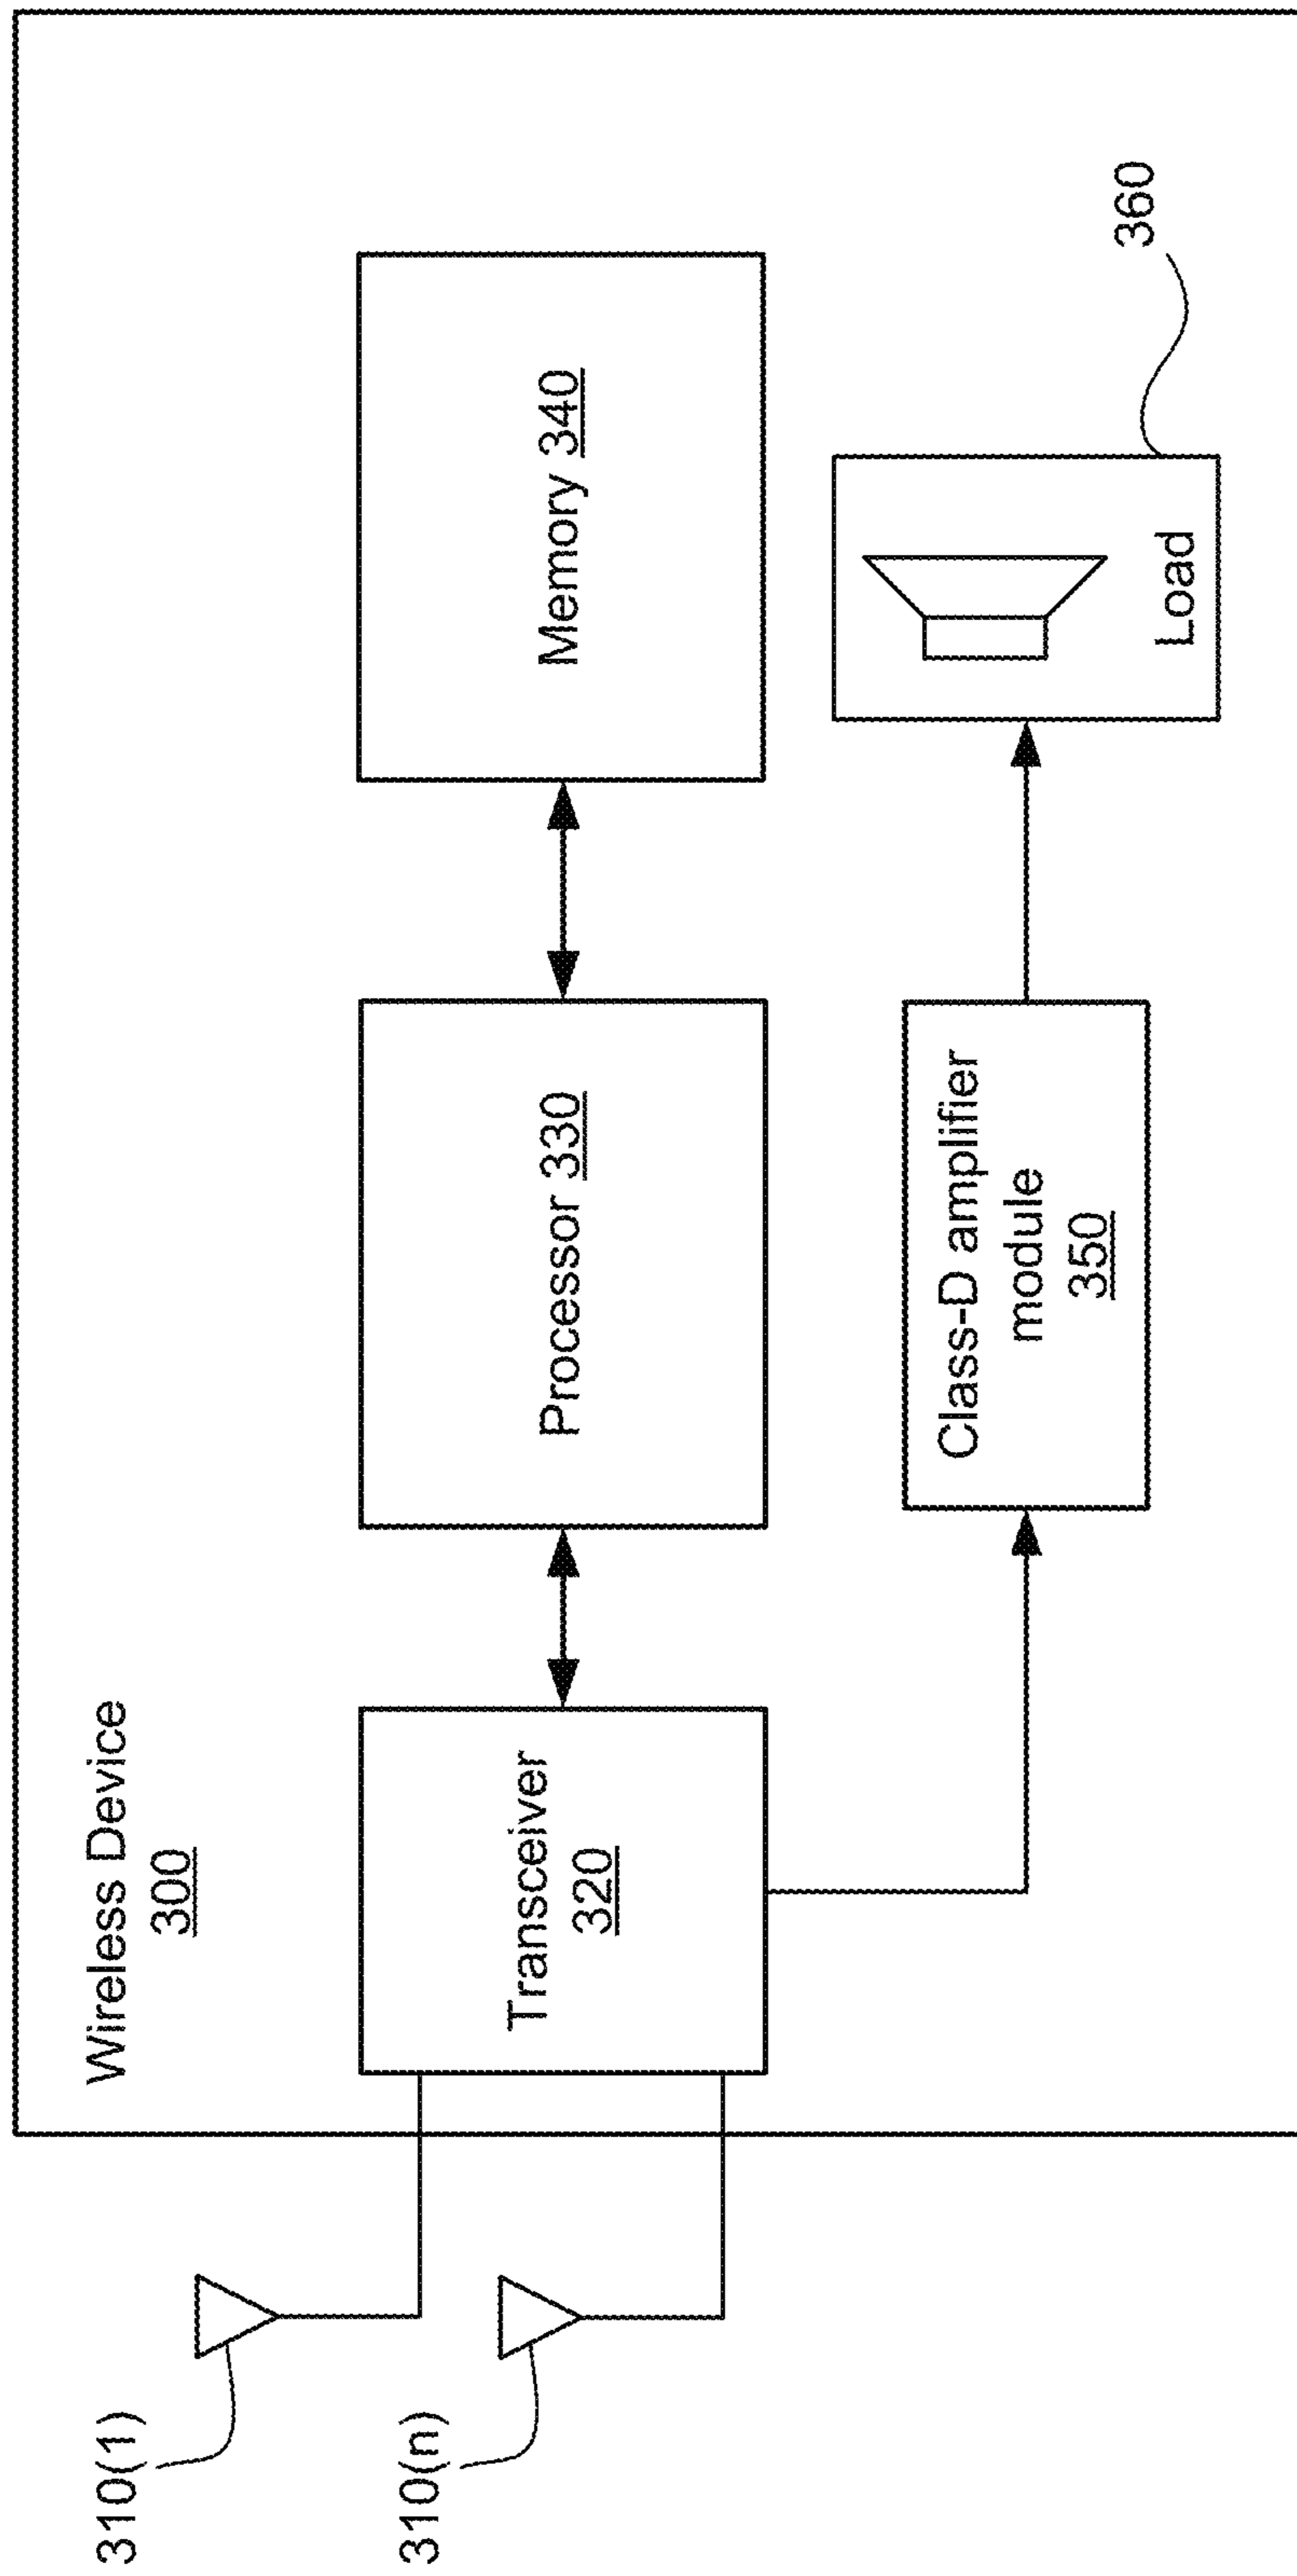 Wireless Device
300
310(1)
310(n)
Transceiver
320
Processor 330
Memory 340
Class-D amplifier
module
350
Load
360